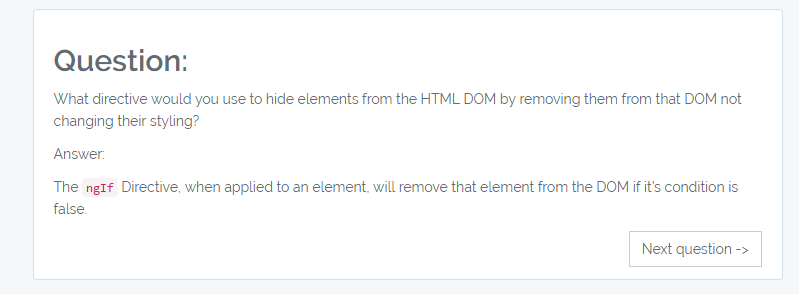 Question:
What directive would you use to hide elements from the HTML DOM by removing them from that DOM not
changing their styling?
Answer:
The ngIf Directive, when applied to an element, will remove that element from the DOM if it's condition is
false.
Next question ->